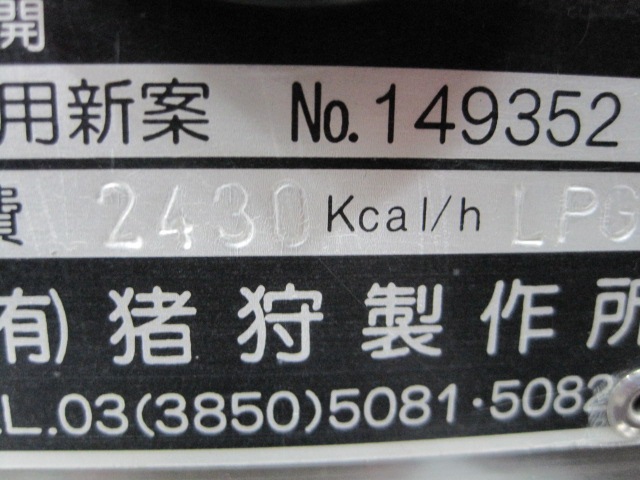 開
用新案 No.149352
費 2430 Kcal/h LPG
有) 猪狩製作所
EL.03(3850)5081·5082